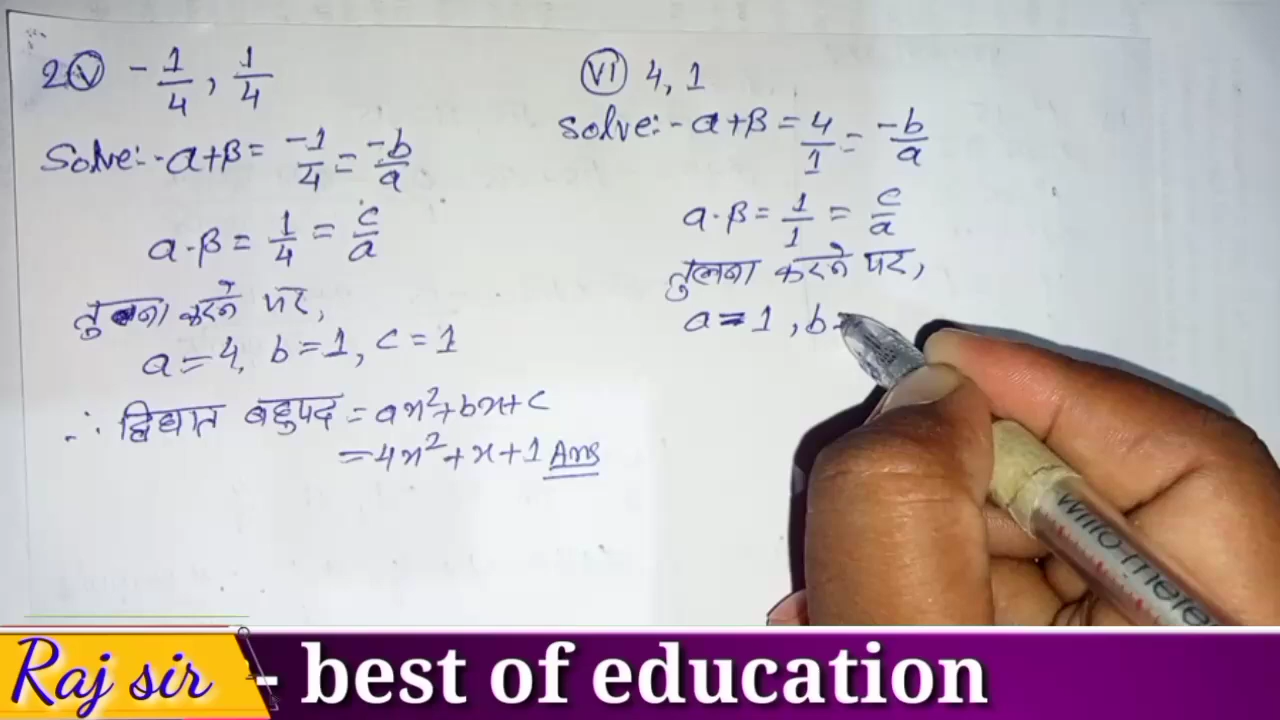 2(V) -1/4, 1/4
Solve:- α+β = -1/4 = -b/a
α·β = 1/4 = c/a
तुलना करने पर,
a = 4, b = 1, c = 1
∴ द्विघात बहुपद = ax²+bx+c
= 4x²+x+1 Ans
(VI) 4, 1
Solve:- α+β = 4/1 = -b/a
α·β = 1/1 = c/a
तुलना करने पर,
a = 1, b
Raj sir - best of education